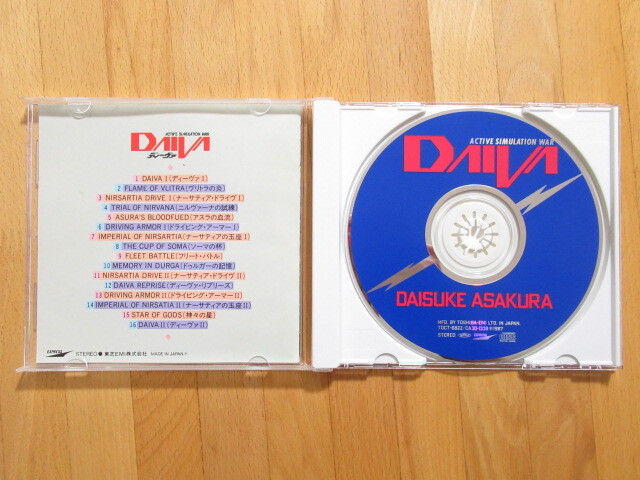 ACTIVE SIMULATION WAR
DAIVA
ディーヴァ
1 DAIVA I (ディーヴァ I)
2 FLAME OF VLITRA (ヴリトラの炎)
3 NIRSARTIA DRIVE I (ナーサティア・ドライヴ I)
4 TRIAL OF NIRVANA (ニルヴァーナの試練)
5 ASURA'S BLOODFUED (アスラの血流)
6 DRIVING ARMOR I (ドライビング・アーマー I)
7 IMPERIAL OF NIRSARTIA (ナーサティアの玉座 I)
8 THE CUP OF SOMA (ソーマの杯)
9 FLEET BATTLE (フリート・バトル)
10 MEMORY IN DURGA (ドゥルガーの記憶)
11 NIRSARTIA DRIVE II (ナーサティア・ドライヴ II)
12 DAIVA REPRISE (ディーヴァ・リプリーズ)
13 DRIVING ARMOR II (ドライビング・アーマー II)
14 IMPERIAL OF NIRSATIA II (ナーサティアの玉座 II)
15 STAR OF GODS (神々の星)
16 DAIVA II (ディーヴァ II)
EXPRESS STEREO 東芝EMI株式会社 MADE IN JAPAN
ACTIVE SIMULATION WAR
DAIVA
DAISUKE ASAKURA
MFG. BY TOSHIBA-EMI LTD. IN JAPAN
1987
STEREO EXPRESS